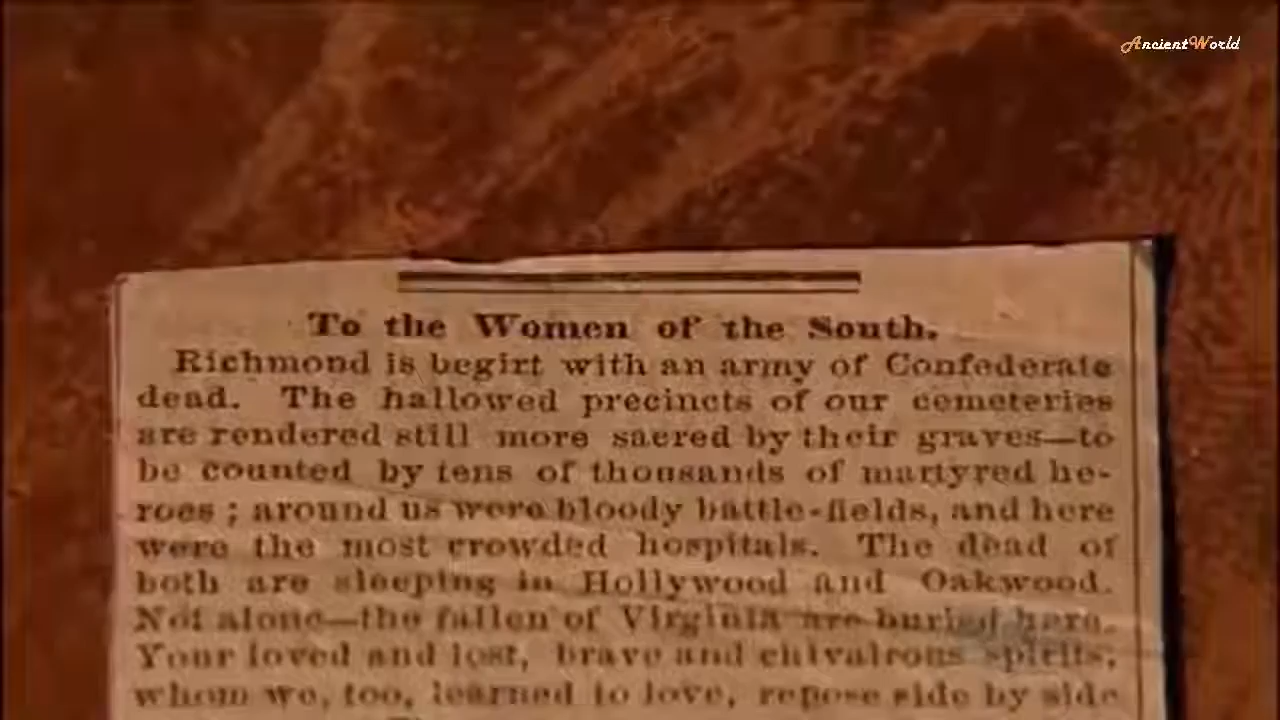 AncientWorld
To the Women of the South.
Richmond is begirt with an army of Confederate
dead. The hallowed precincts of our cemeteries
are rendered still more sacred by their graves—to
be counted by tens of thousands of martyred he-
roes ; around us were bloody battle-fields, and here
were the most crowded hospitals. The dead of
both are sleeping in Hollywood and Oakwood.
Not alone—the fallen of Virginia are buried here.
Your loved and lost, brave and chivalrous spirits,
whom we, too, learned to love, repose side by side